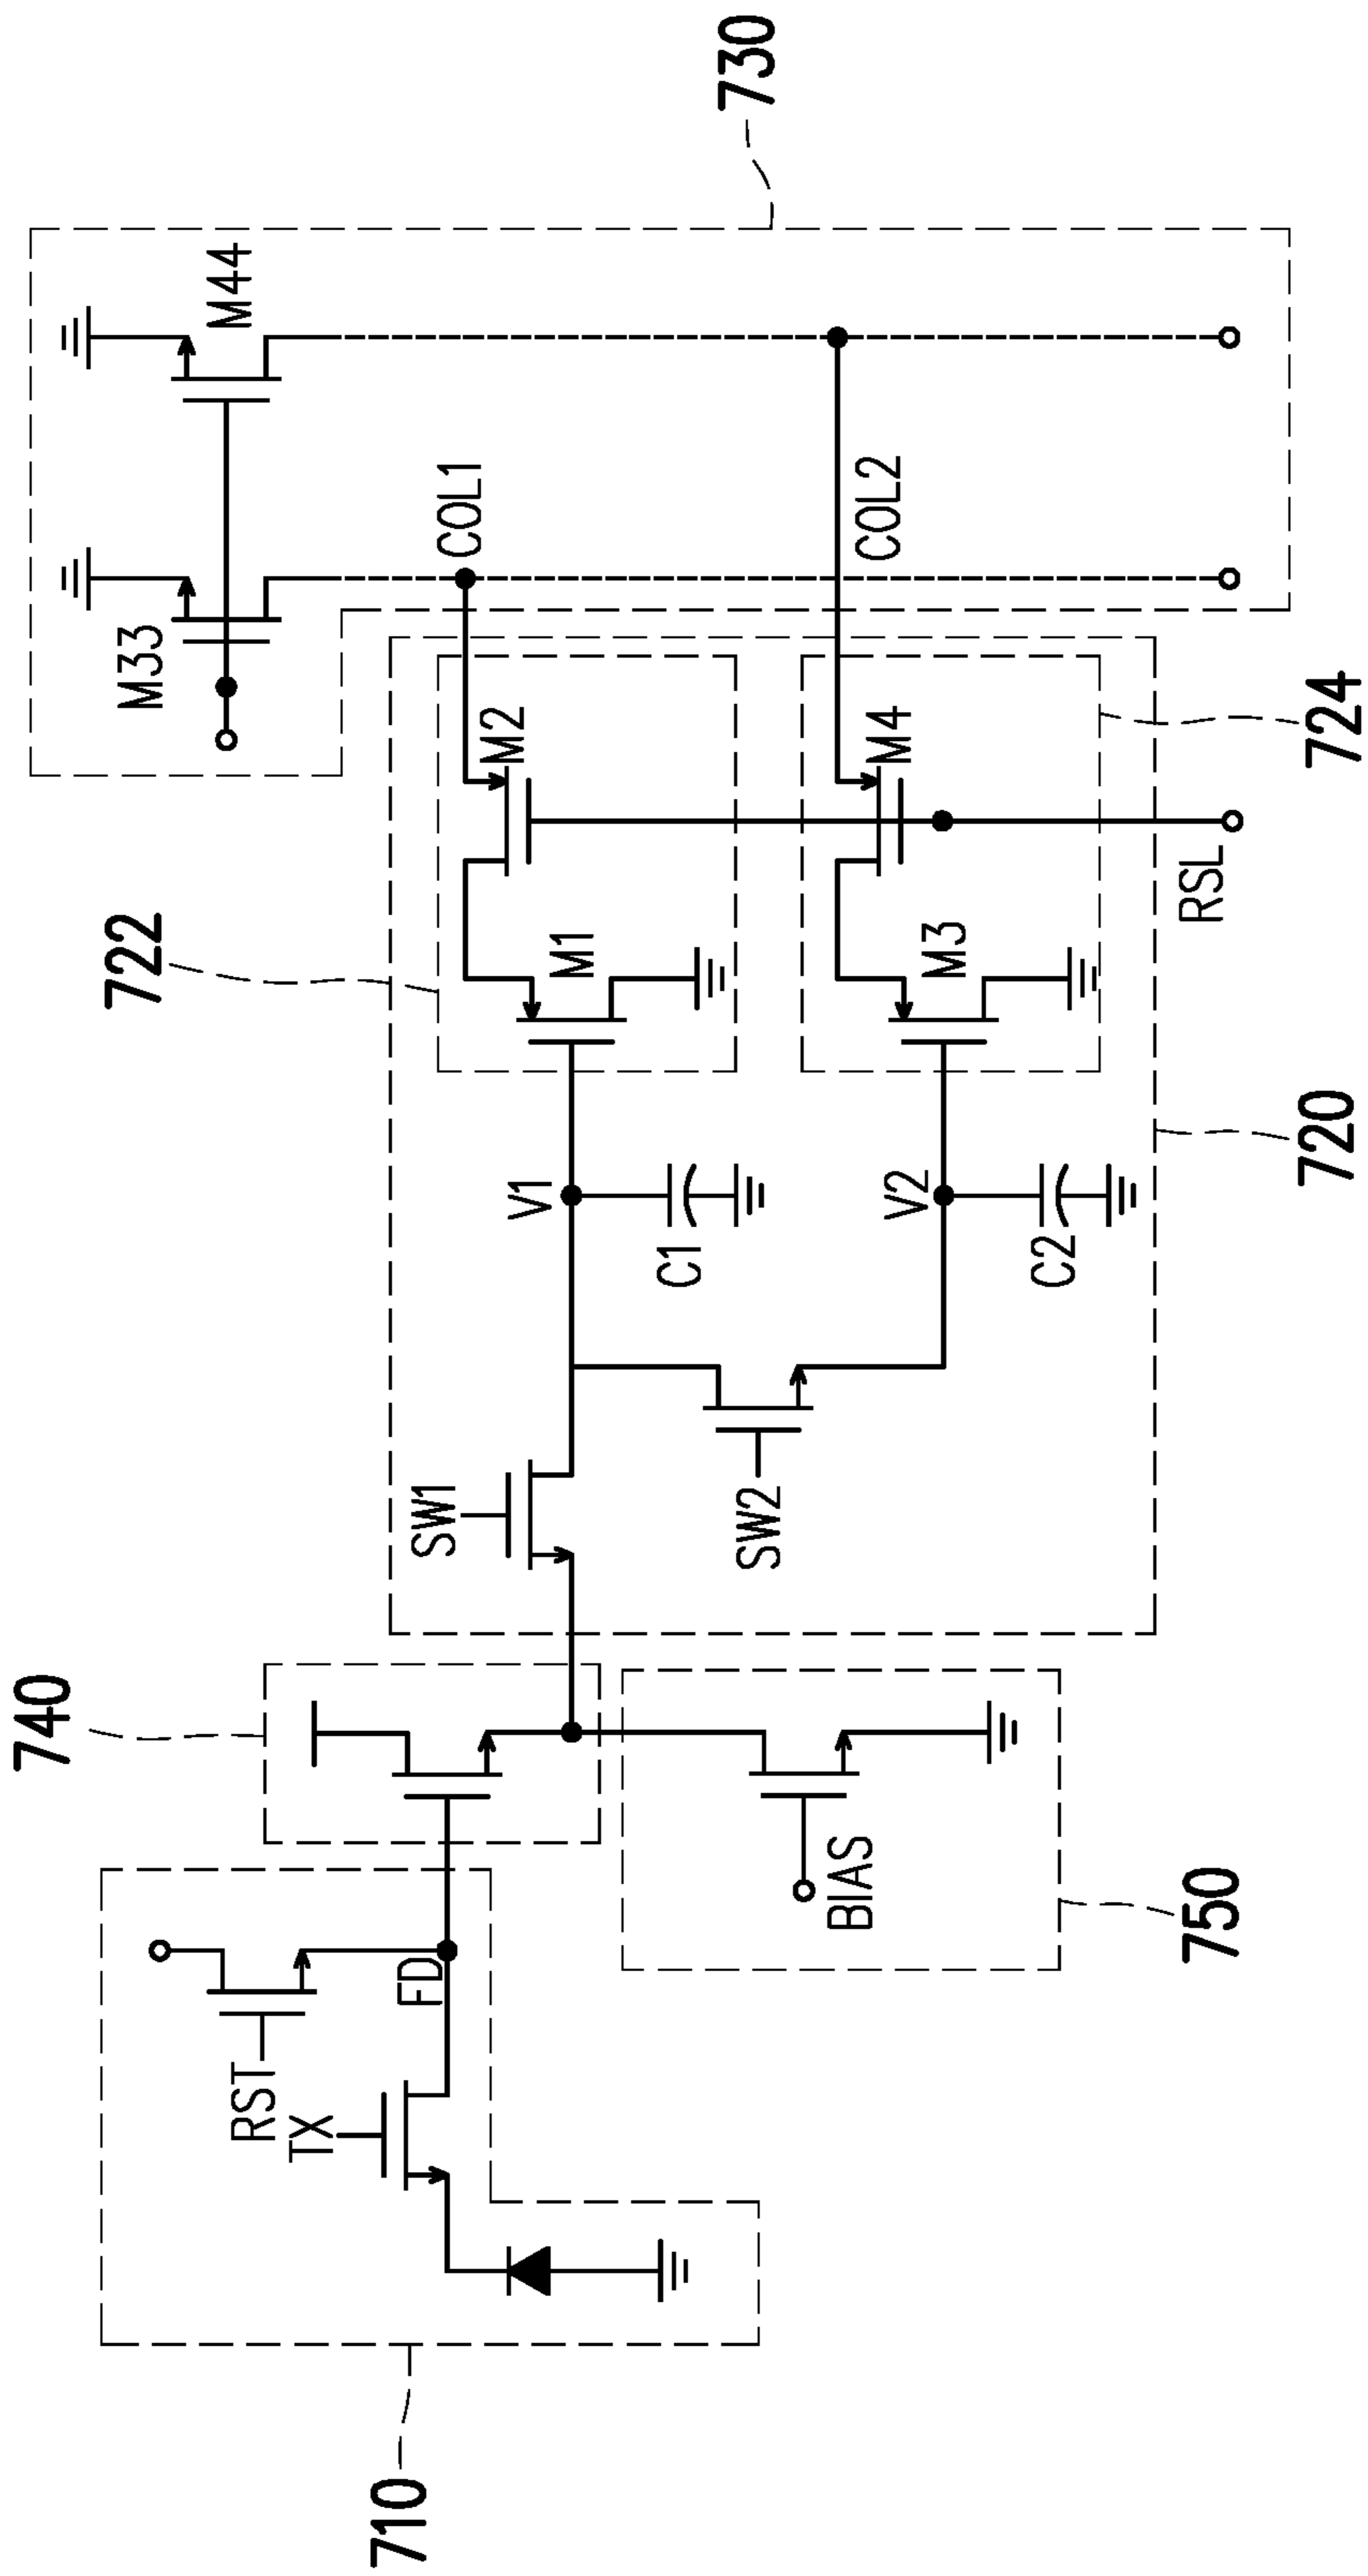 730
M44
M33
COL1
COL2
M2
M4
724
RSL
722
M1
M3
V1
V2
720
C1
C2
SW1
SW2
740
BIAS
750
FD
RST
TX
710